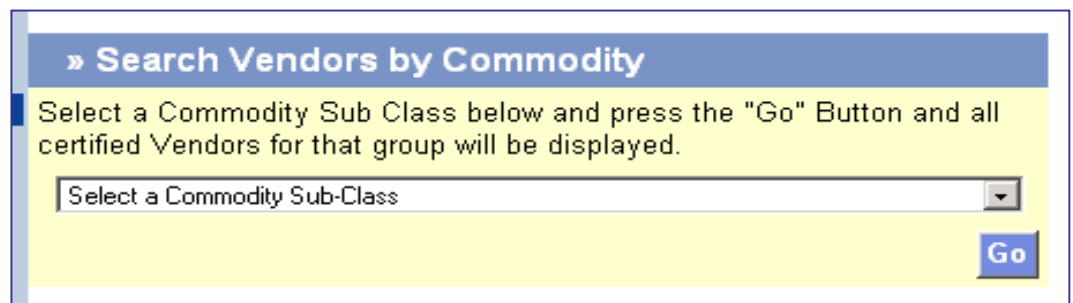 » Search Vendors by Commodity
Select a Commodity Sub Class below and press the "Go" Button and all
certified Vendors for that group will be displayed.
Select a Commodity Sub-Class
Go